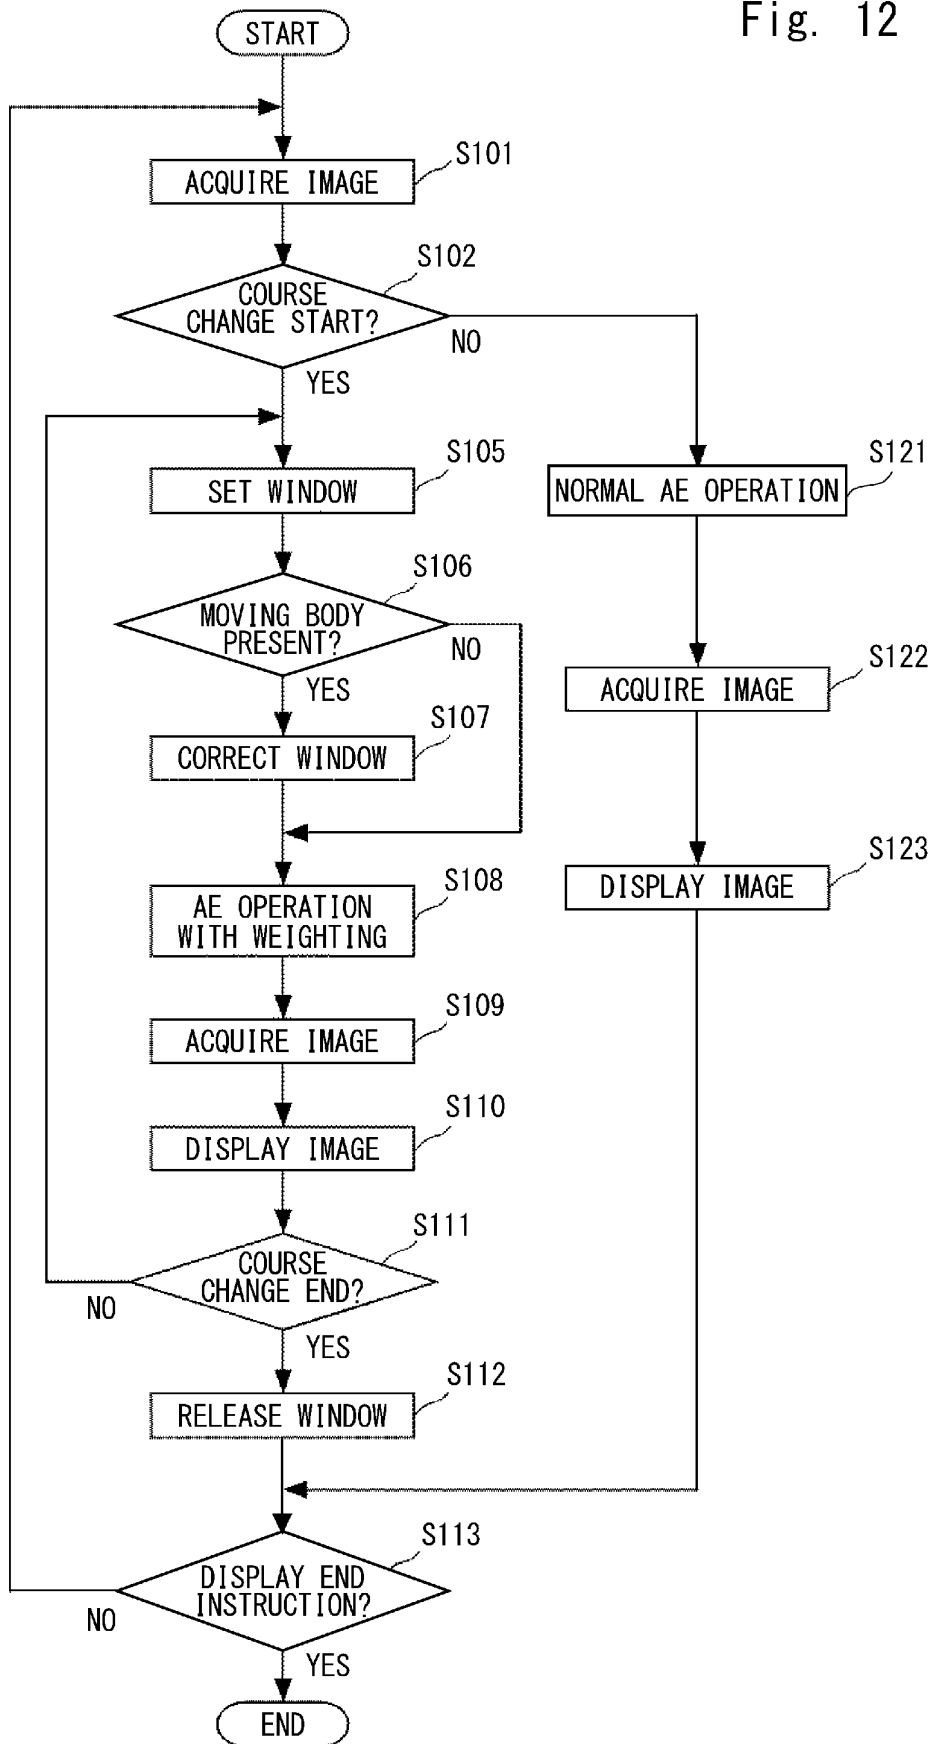 Fig. 12
START
S101
ACQUIRE IMAGE
S102
COURSE
CHANGE START?
NO
YES
S105
SET WINDOW
S121
NORMAL AE OPERATION
S106
MOVING BODY
PRESENT?
NO
YES
S107
CORRECT WINDOW
S122
ACQUIRE IMAGE
S108
AE OPERATION
WITH WEIGHTING
S123
DISPLAY IMAGE
S109
ACQUIRE IMAGE
S110
DISPLAY IMAGE
S111
COURSE
CHANGE END?
NO
YES
S112
RELEASE WINDOW
S113
DISPLAY END
INSTRUCTION?
NO
YES
END